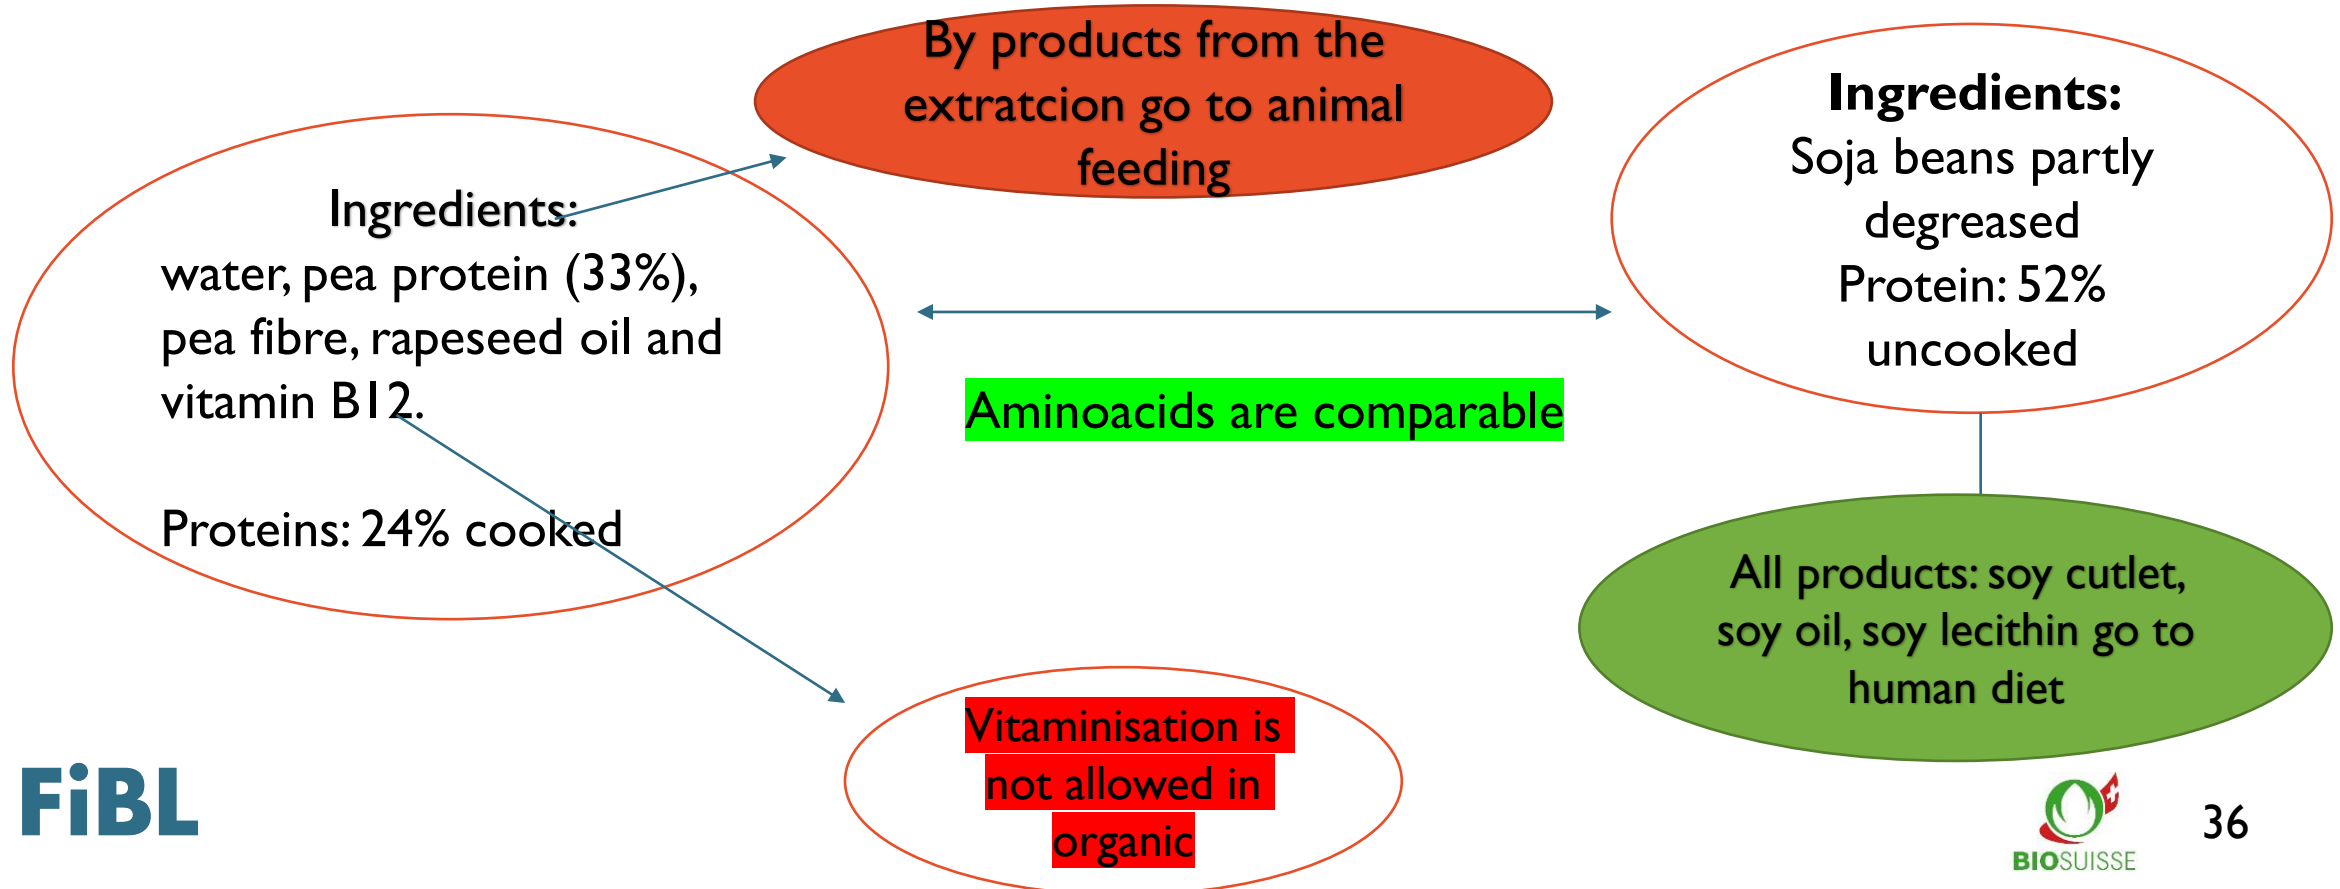 By products from the
extratcion go to animal
feeding
Ingredients:
water, pea protein (33%),
pea fibre, rapeseed oil and
vitamin B12.
Proteins: 24% cooked
Aminoacids are comparable
Ingredients:
Soja beans partly
degreased
Protein: 52%
uncooked
All products: soy cutlet,
soy oil, soy lecithin go to
human diet
Vitaminisation is
not allowed in
organic
FiBL
BIOSUISSE
36